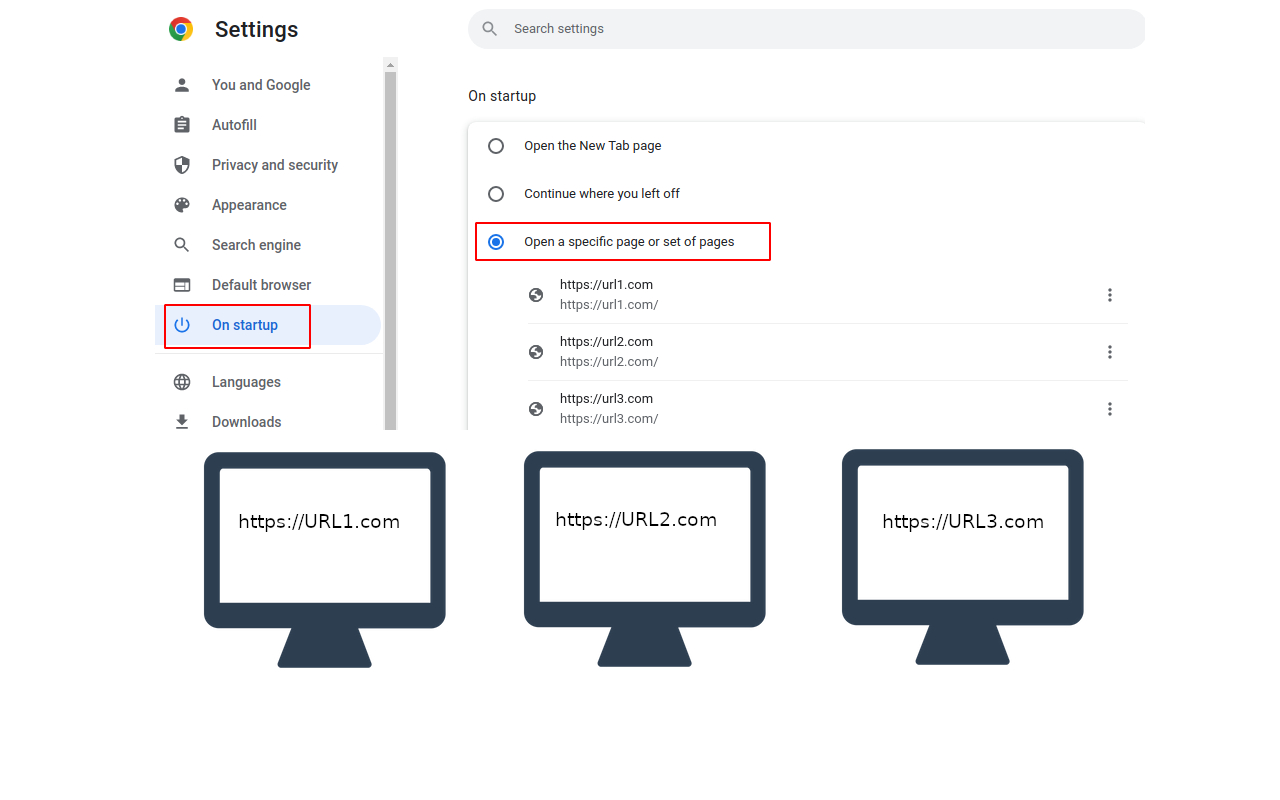 Settings
Search settings
You and Google
Autofill
Privacy and security
Appearance
Search engine
Default browser
On startup
Languages
Downloads
On startup
Open the New Tab page
Continue where you left off
Open a specific page or set of pages
https://url1.com
https://url1.com/
https://url2.com
https://url2.com/
https://url3.com
https://url3.com/
https://URL1.com
https://URL2.com
https://URL3.com